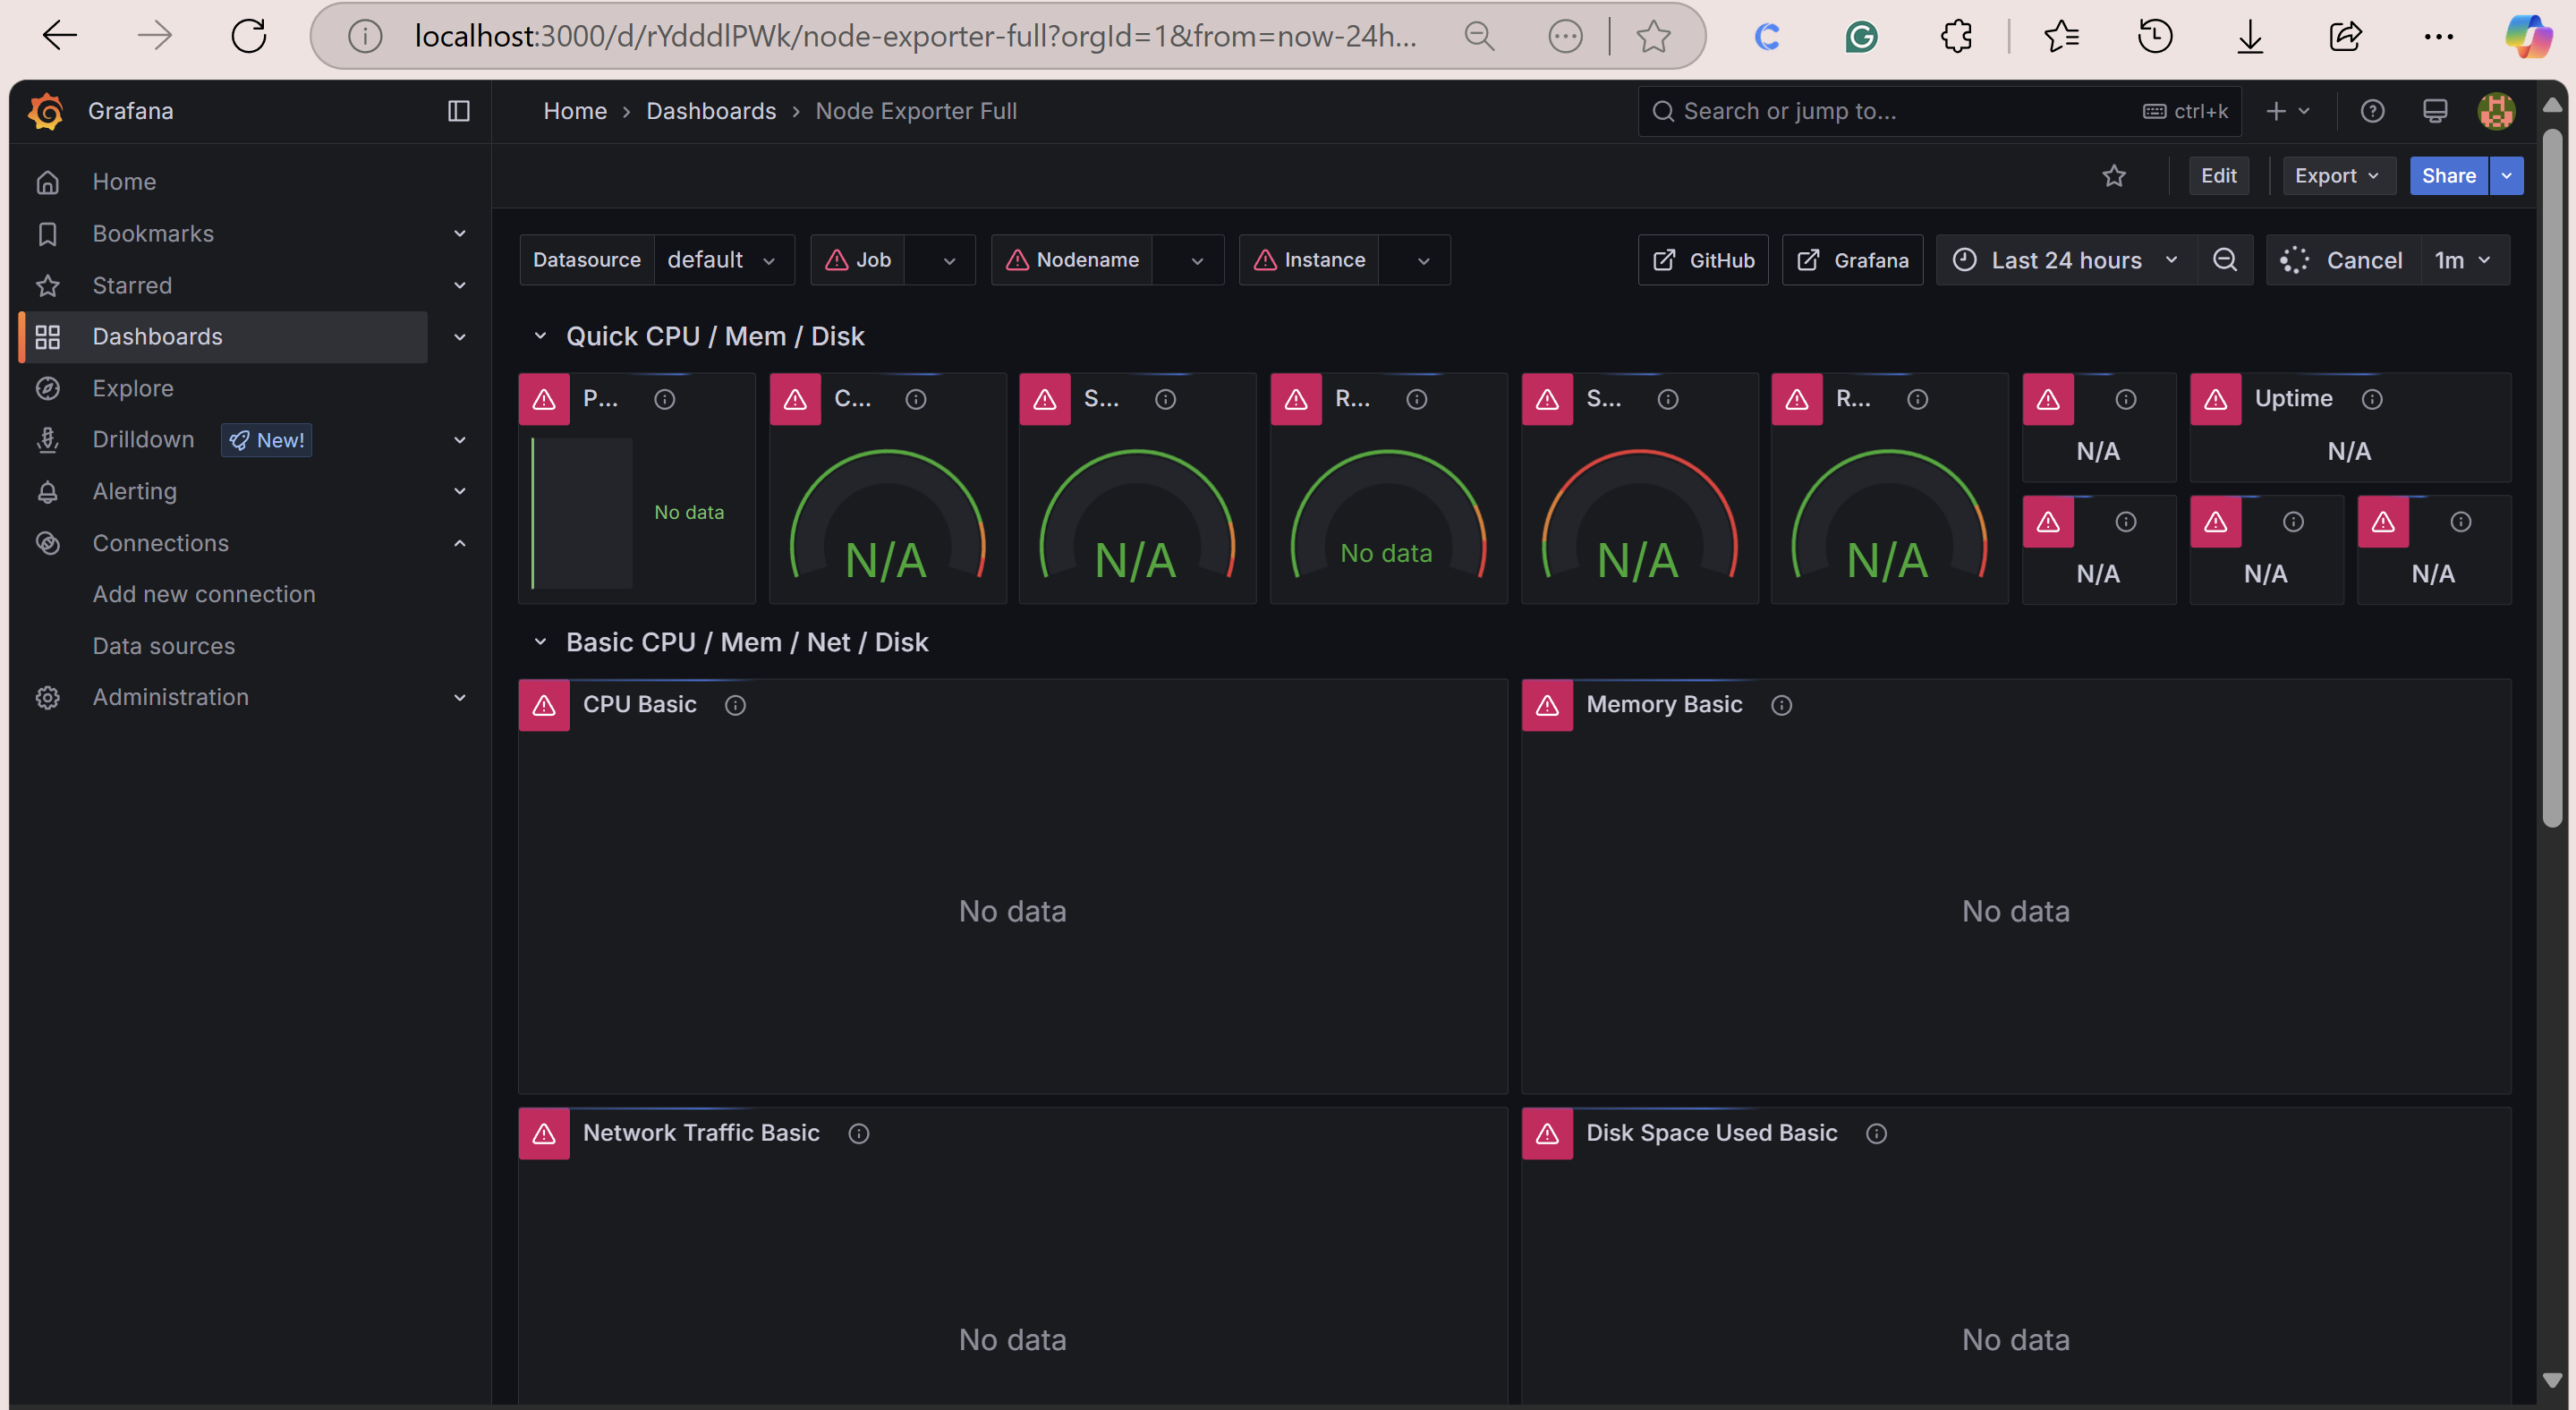 localhost:3000/d/rYdddlPWk/node-exporter-full?orgId=1&from=now-24h...
Grafana
Home › Dashboards › Node Exporter Full
Search or jump to...
ctrl+k
Home
Bookmarks
Starred
Dashboards
Explore
Drilldown
New!
Alerting
Connections
Add new connection
Data sources
Administration
Edit
Export
Share
Datasource
default
Job
Nodename
Instance
GitHub
Grafana
Last 24 hours
Cancel
1m
Quick CPU / Mem / Disk
P...
C...
S...
R...
S...
R...
Uptime
No data
N/A
N/A
No data
N/A
N/A
N/A
N/A
N/A
N/A
N/A
Basic CPU / Mem / Net / Disk
CPU Basic
No data
Memory Basic
No data
Network Traffic Basic
No data
Disk Space Used Basic
No data